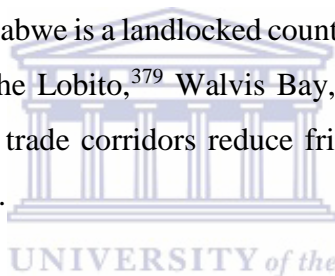 abwe is a landlocked count
he Lobito,³⁷⁹ Walvis Bay,
trade corridors reduce fri
.
UNIVERSITY of the